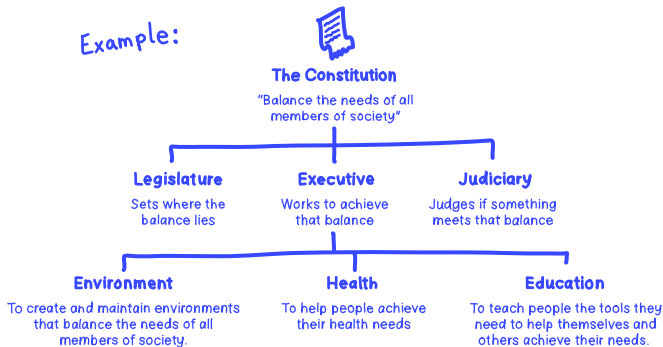 Example:
The Constitution
"Balance the needs of all
members of society"
Legislature
Sets where the
balance lies
Executive
Works to achieve
that balance
Judiciary
Judges if something
meets that balance
Environment
To create and maintain environments
that balance the needs of all
members of society.
Health
To help people achieve
their health needs
Education
To teach people the tools they
need to help themselves and
others achieve their needs.